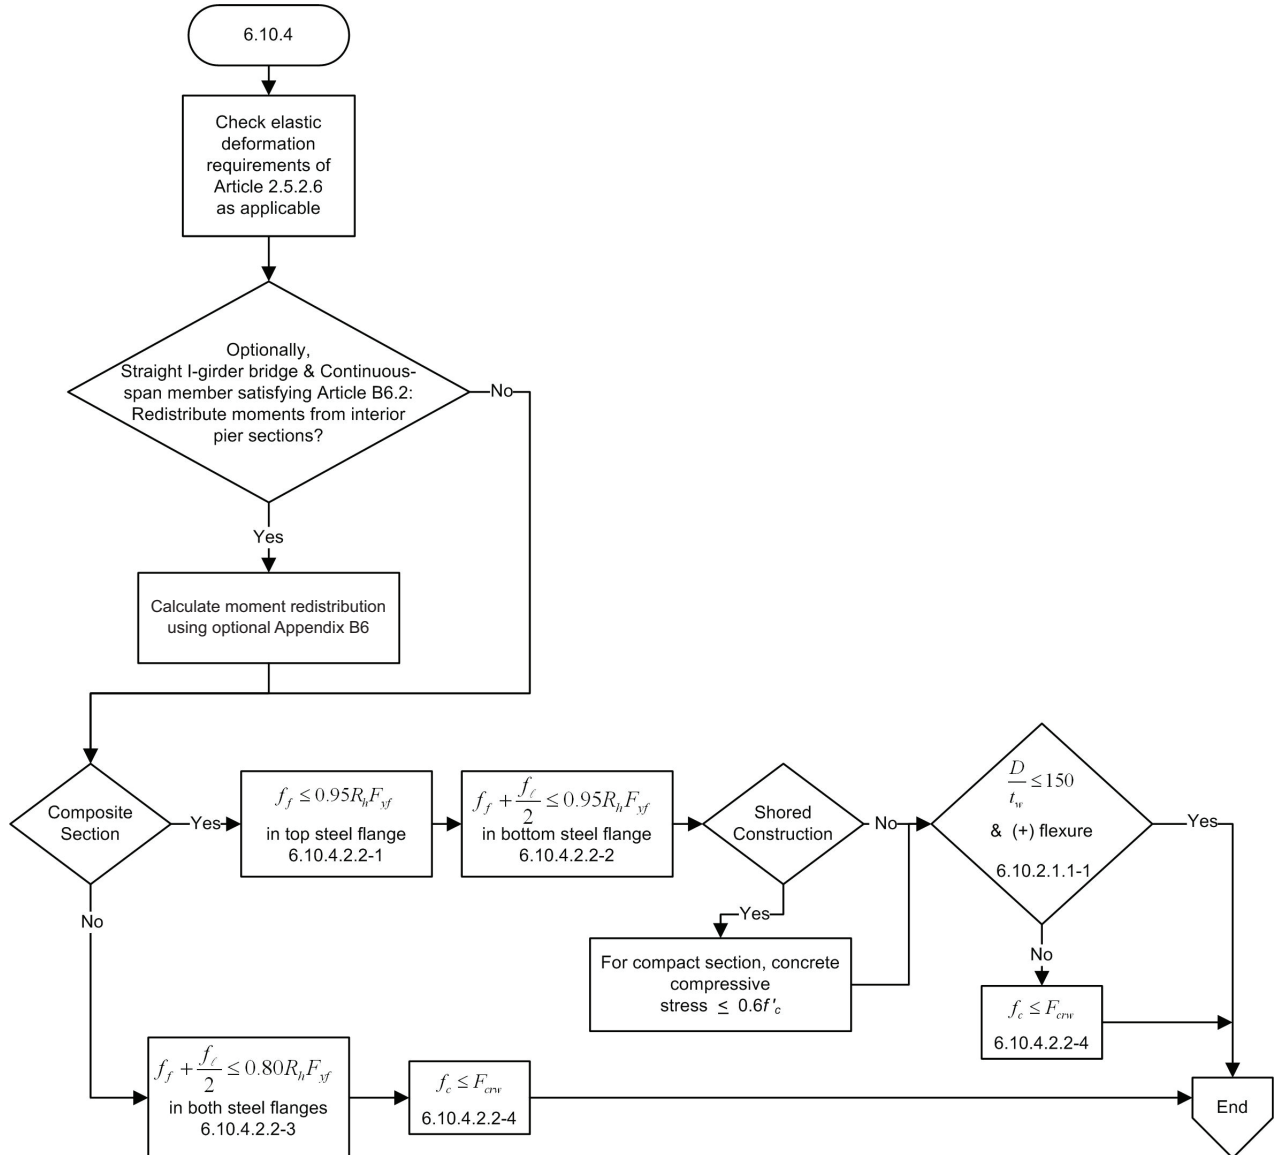 6.10.4
Check elastic
deformation
requirements of
Article 2.5.2.6
as applicable
Optionally,
Straight I-girder bridge & Continuous-
span member satisfying Article B6.2:
Redistribute moments from interior
pier sections?
No
Yes
Calculate moment redistribution
using optional Appendix B6
Composite
Section
Yes
f_f ≤ 0.95R_hF_yf
in top steel flange
6.10.4.2.2-1
f_f + f_ℓ/2 ≤ 0.95R_hF_yf
in bottom steel flange
6.10.4.2.2-2
Shored
Construction
No
D/t_w ≤ 150
& (+) flexure
6.10.2.1.1-1
Yes
No
Yes
For compact section, concrete
compressive
stress ≤ 0.6f'_c
No
f_c ≤ F_crw
6.10.4.2.2-4
f_f + f_ℓ/2 ≤ 0.80R_hF_yf
in both steel flanges
6.10.4.2.2-3
f_c ≤ F_crw
6.10.4.2.2-4
End